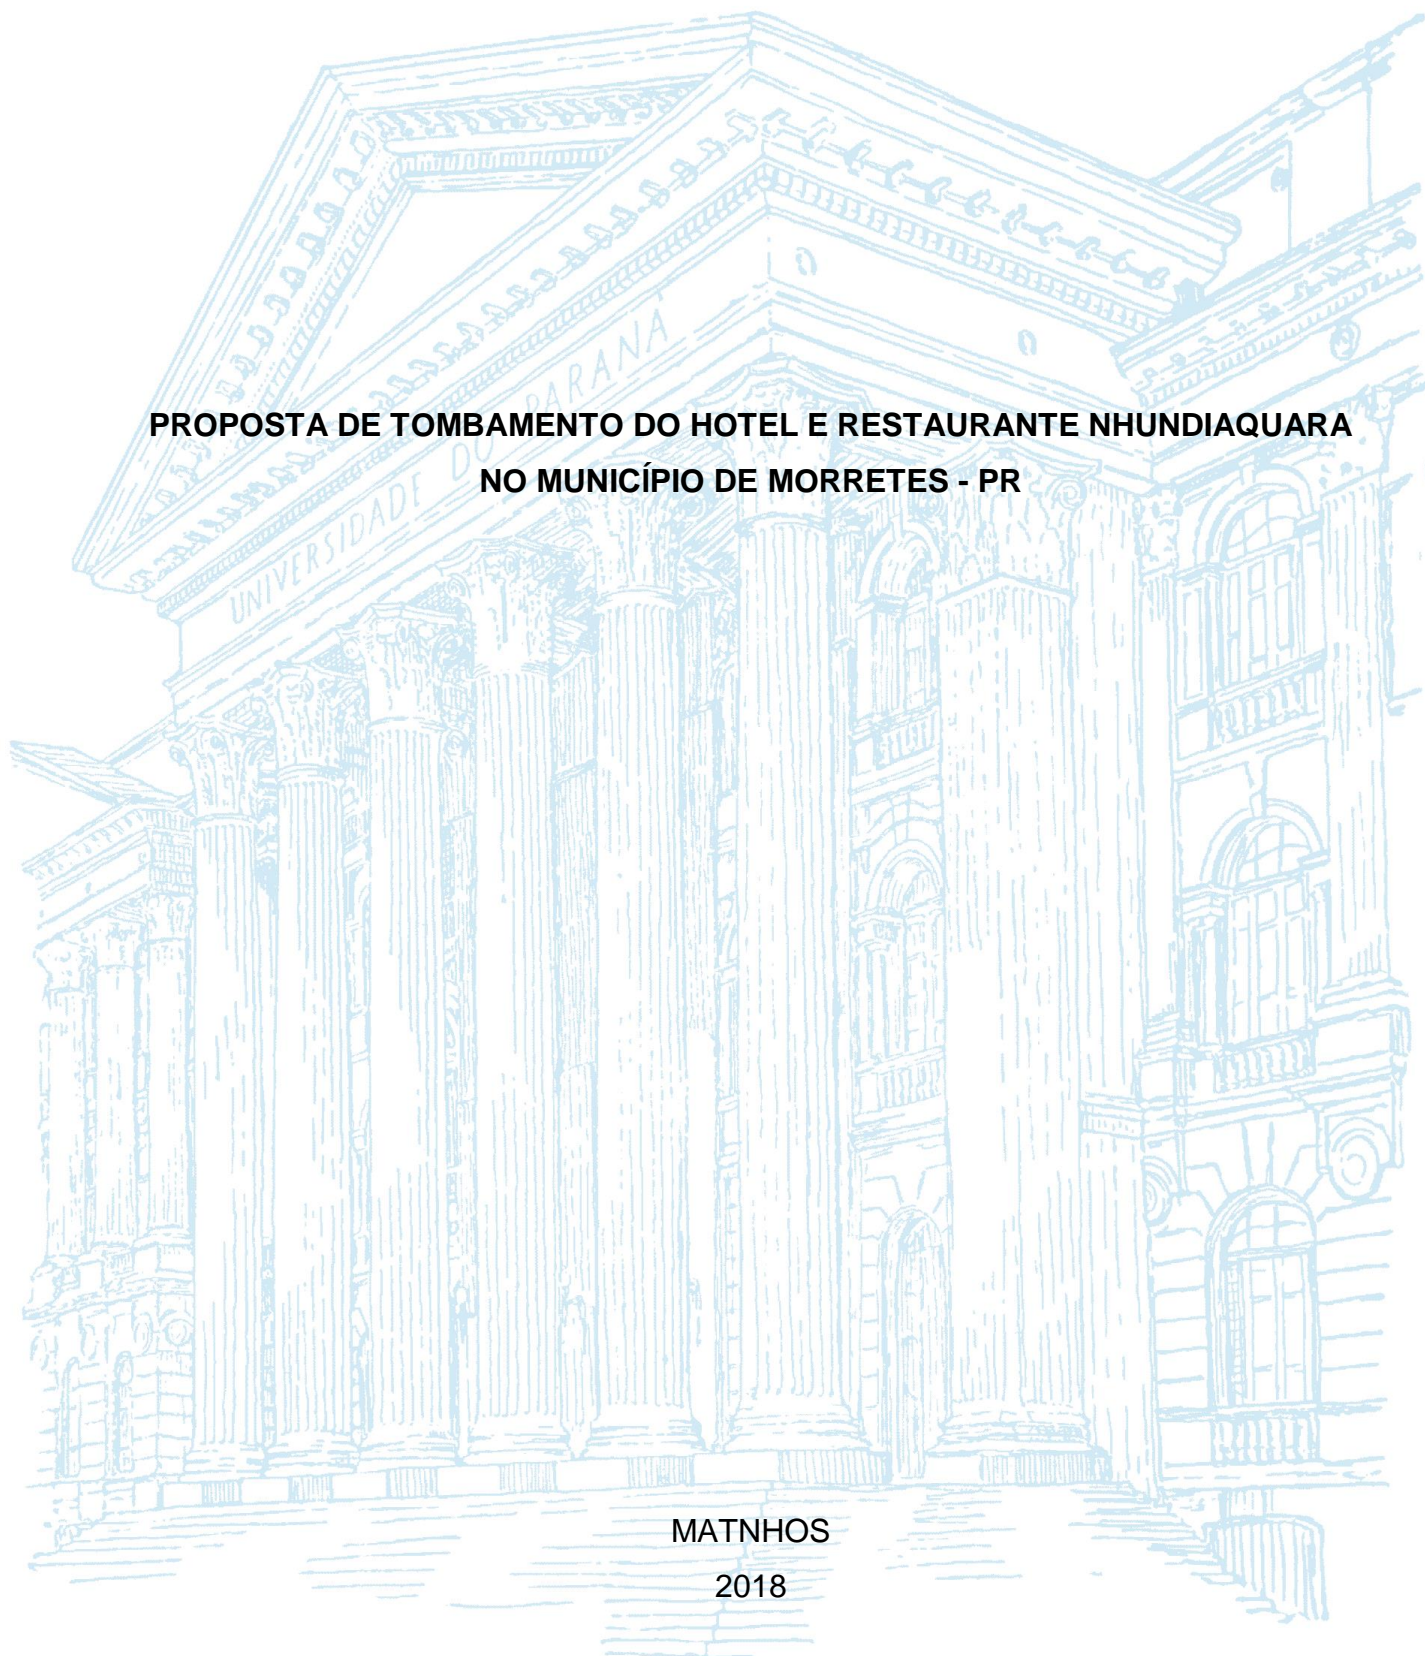 UNIVERSIDADE DO PARANÁ
PROPOSTA DE TOMBAMENTO DO HOTEL E RESTAURANTE NHUNDIAQUARA
NO MUNICÍPIO DE MORRETES - PR
MATNHOS
2018